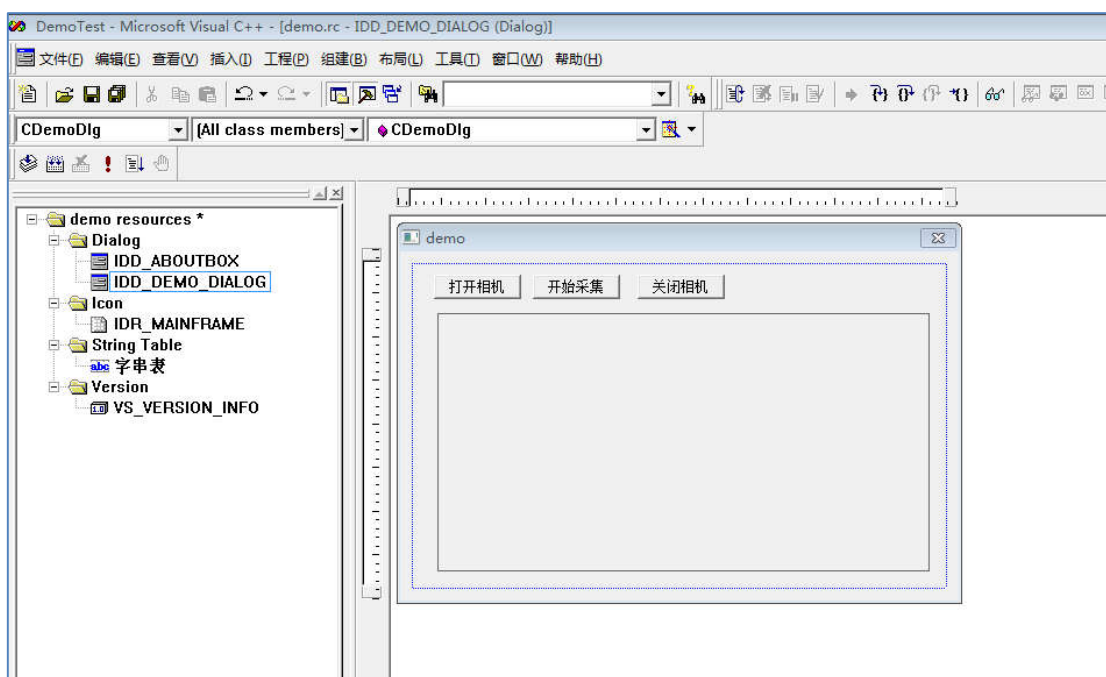 DemoTest - Microsoft Visual C++ - [demo.rc - IDD_DEMO_DIALOG (Dialog)]
文件(F) 编辑(E) 查看(V) 插入(I) 工程(P) 组建(B) 布局(L) 工具(T) 窗口(W) 帮助(H)
CDemoDlg [All class members] CDemoDlg
demo resources *
Dialog
IDD_ABOUTBOX
IDD_DEMO_DIALOG
Icon
IDR_MAINFRAME
String Table
abc 字串表
Version
1.0 VS_VERSION_INFO
demo
打开相机 开始采集 关闭相机